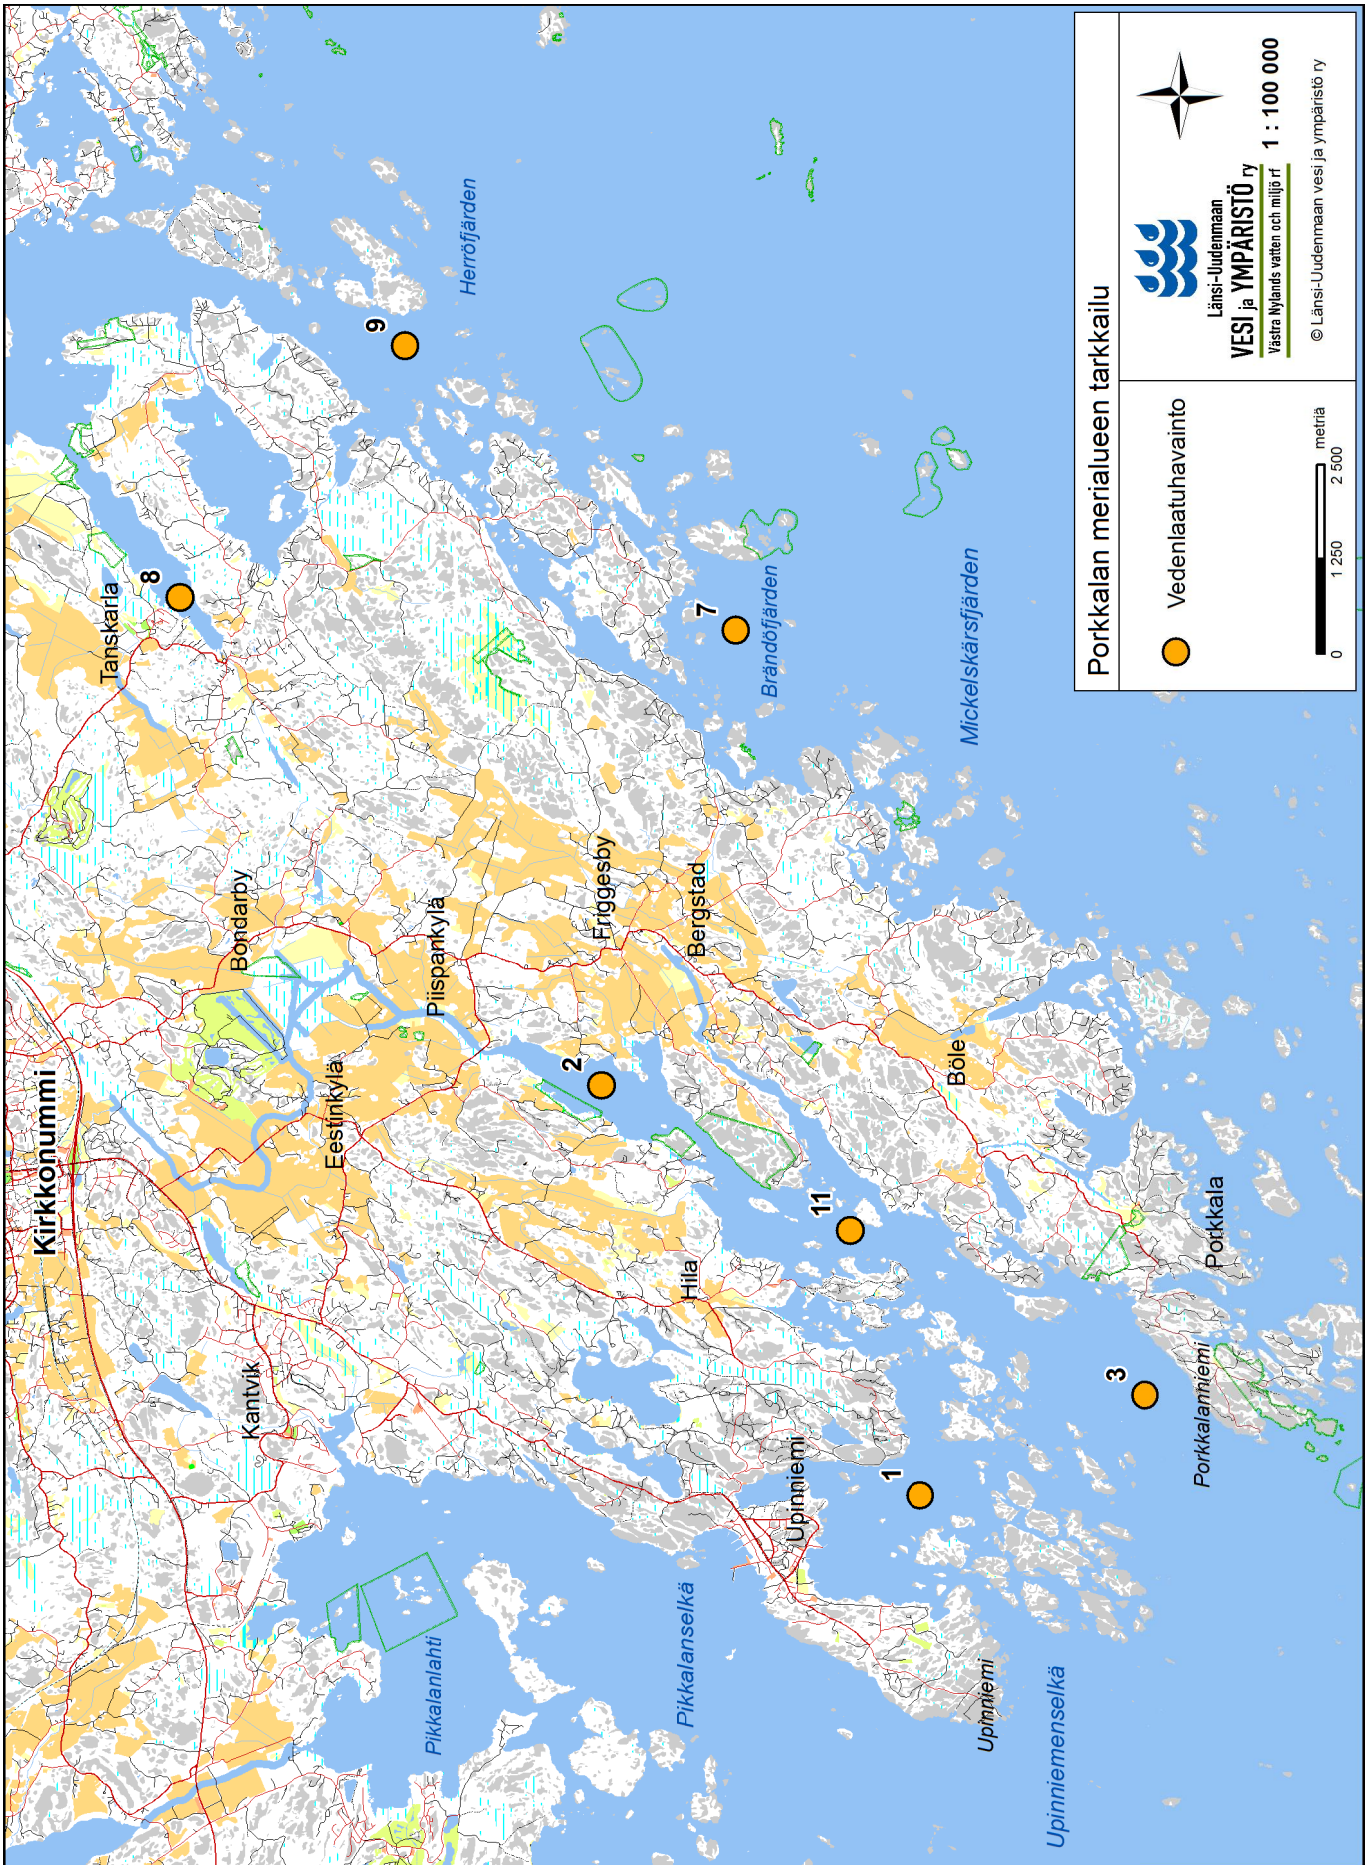 Kirkkonummi
Kantvik
Eestinkylä
Bondarby
Piispankylä
Tanskarla
8
9
Herröfjärden
Pikkalanlahti
Pikkalanselkä
Hila
2
Friggesby
Bergstad
7
Brändöfjärden
Upinniemi
11
1
Böle
Mickelskärsfjärden
Upinniemi
Upinniemenselkä
3
Porkkalanniemi
Porkkala
Porkkalan merialueen tarkkailu
Vedenlaatuhavainto
0 1 250 2 500 metriä
Länsi-Uudenmaan
VESI ja YMPÄRISTÖ ry
Västra Nylands vatten och miljö rf
1 : 100 000
© Länsi-Uudenmaan vesi ja ympäristö ry